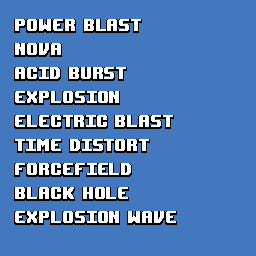 POWER BLAST
NOVA
ACID BURST
EXPLOSION
ELECTRIC BLAST
TIME DISTORT
FORCEFIELD
BLACK HOLE
EXPLOSION WAVE